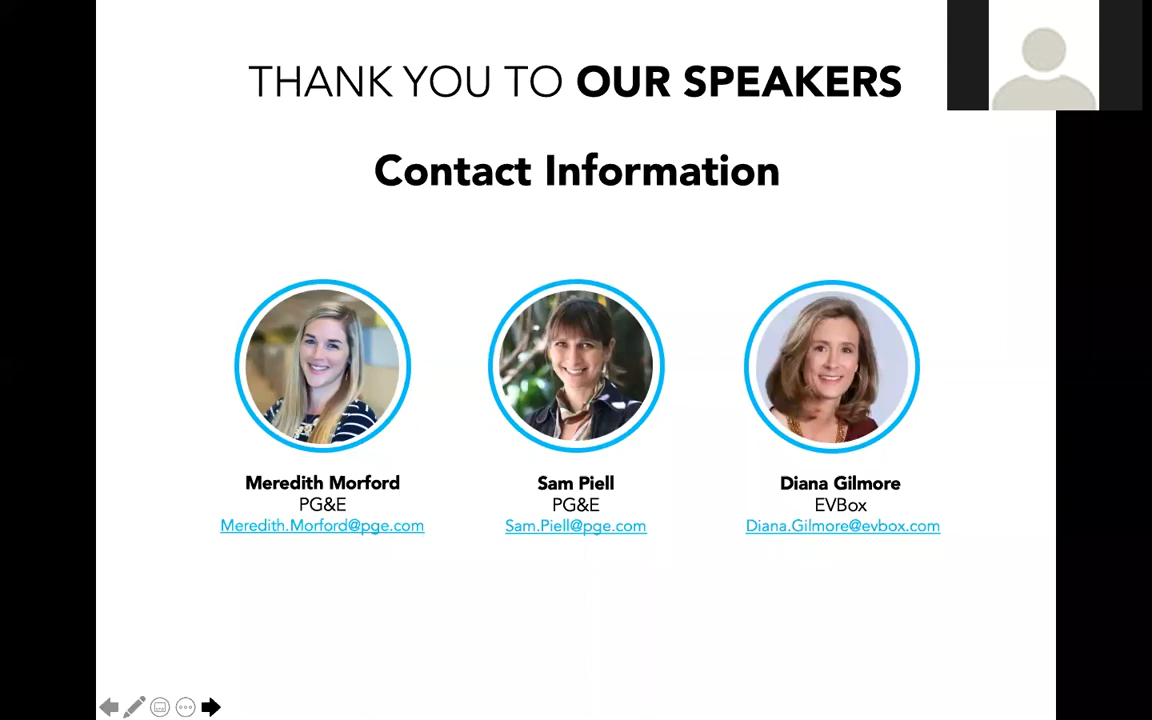 THANK YOU TO OUR SPEAKERS
Contact Information
Meredith Morford
PG&E
Meredith.Morford@pge.com
Sam Piell
PG&E
Sam.Piell@pge.com
Diana Gilmore
EVBox
Diana.Gilmore@evbox.com